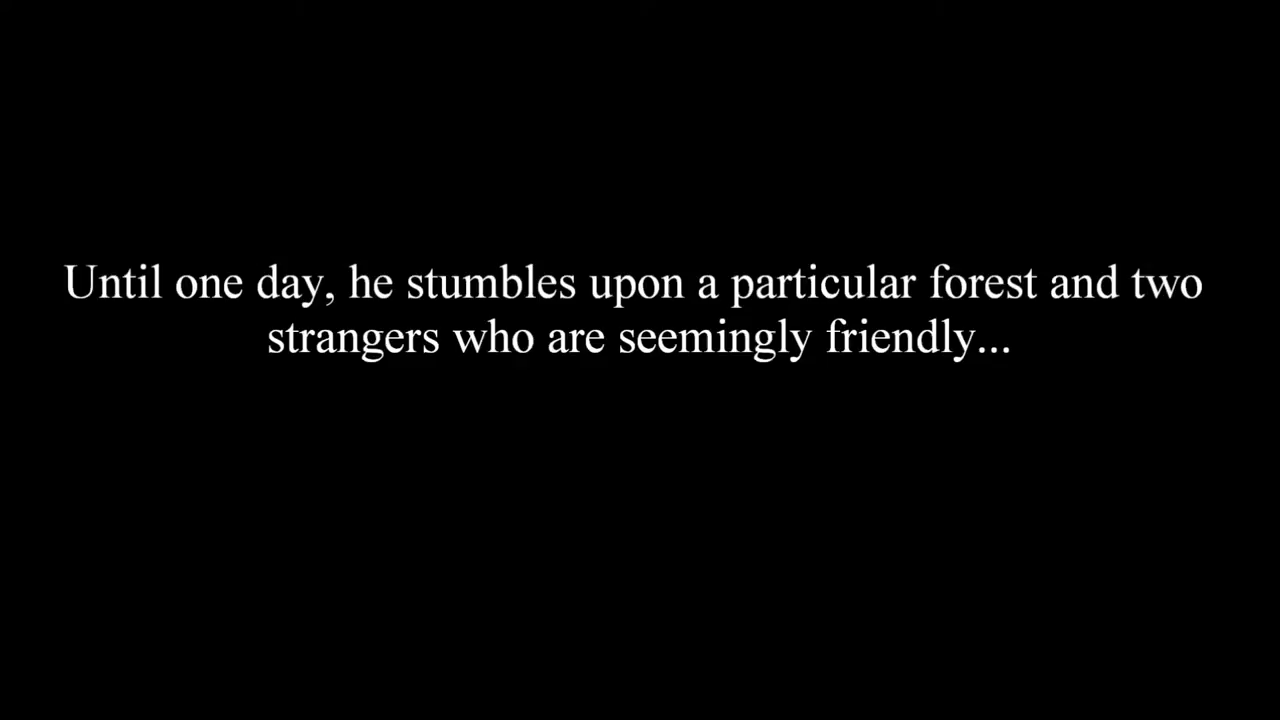 Until one day, he stumbles upon a particular forest and two
strangers who are seemingly friendly...